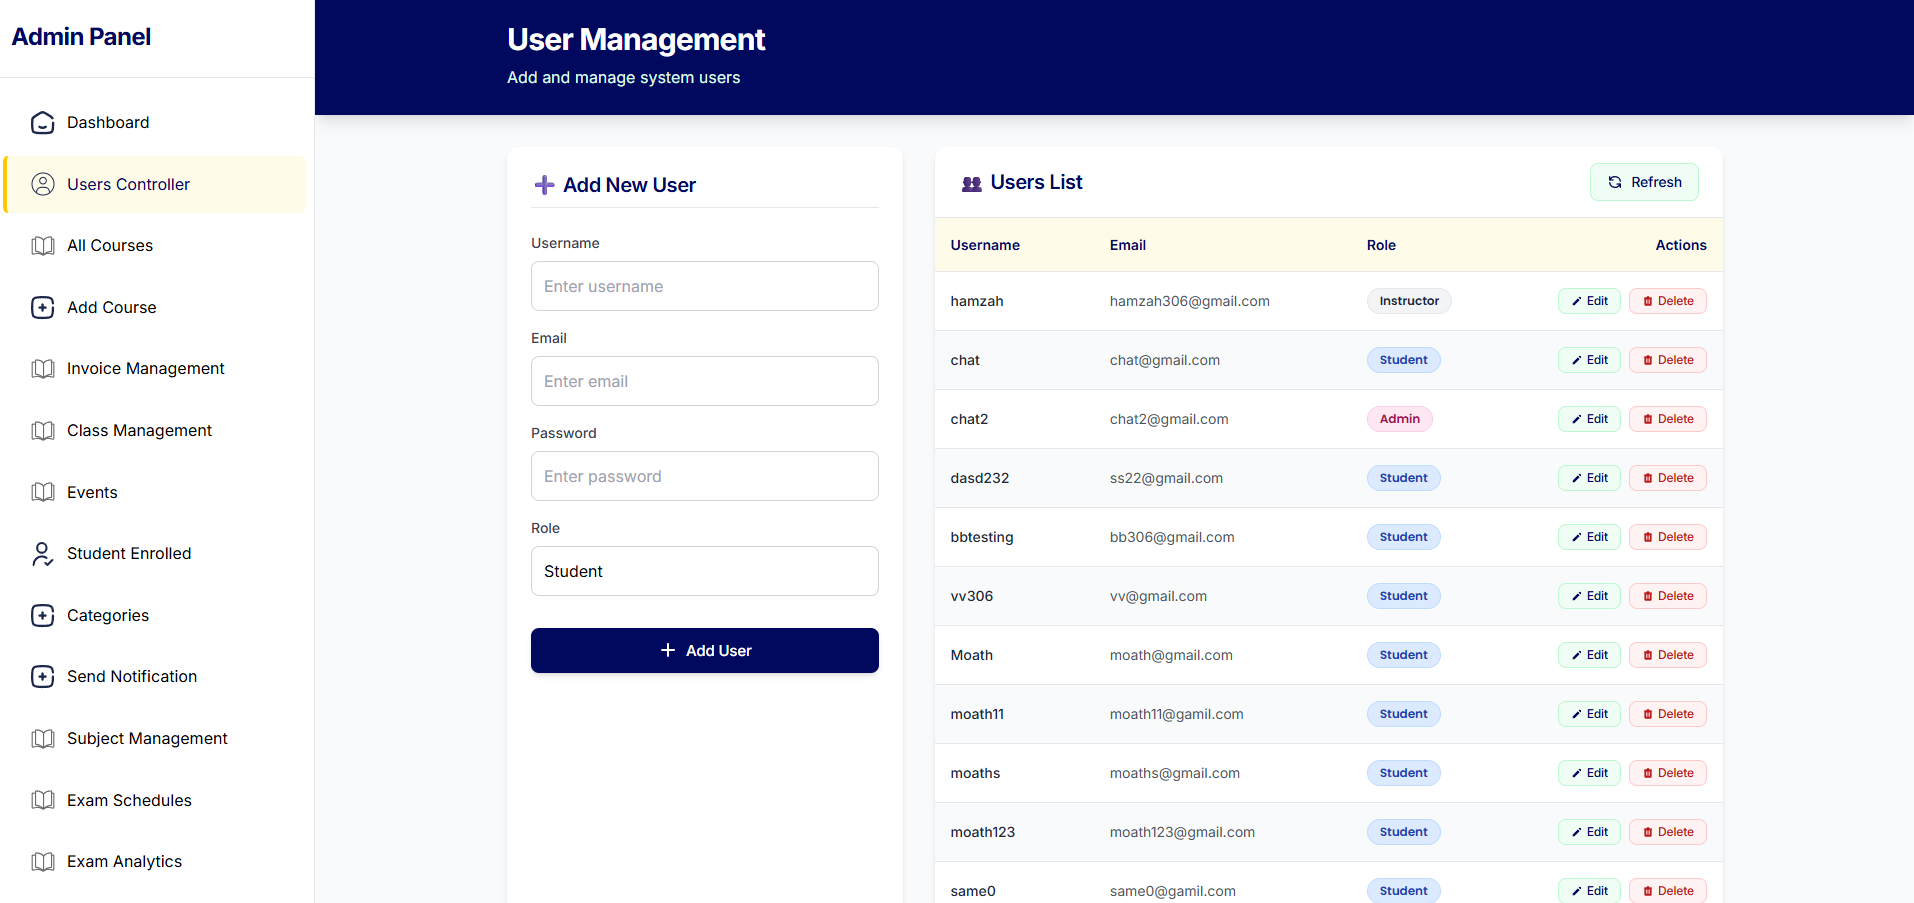 Admin Panel
Dashboard
Users Controller
All Courses
Add Course
Invoice Management
Class Management
Events
Student Enrolled
Categories
Send Notification
Subject Management
Exam Schedules
Exam Analytics
User Management
Add and manage system users
Add New User
Username
Enter username
Email
Enter email
Password
Enter password
Role
Student
Add User
Users List
Refresh
Username Email Role Actions
hamzah hamzah306@gmail.com Instructor Edit Delete
chat chat@gmail.com Student Edit Delete
chat2 chat2@gmail.com Admin Edit Delete
dasd232 ss22@gmail.com Student Edit Delete
bbtesting bb306@gmail.com Student Edit Delete
vv306 vv@gmail.com Student Edit Delete
Moath moath@gmail.com Student Edit Delete
moath11 moath11@gamil.com Student Edit Delete
moaths moaths@gmail.com Student Edit Delete
moath123 moath123@gmail.com Student Edit Delete
same0 same0@gamil.com Student Edit Delete